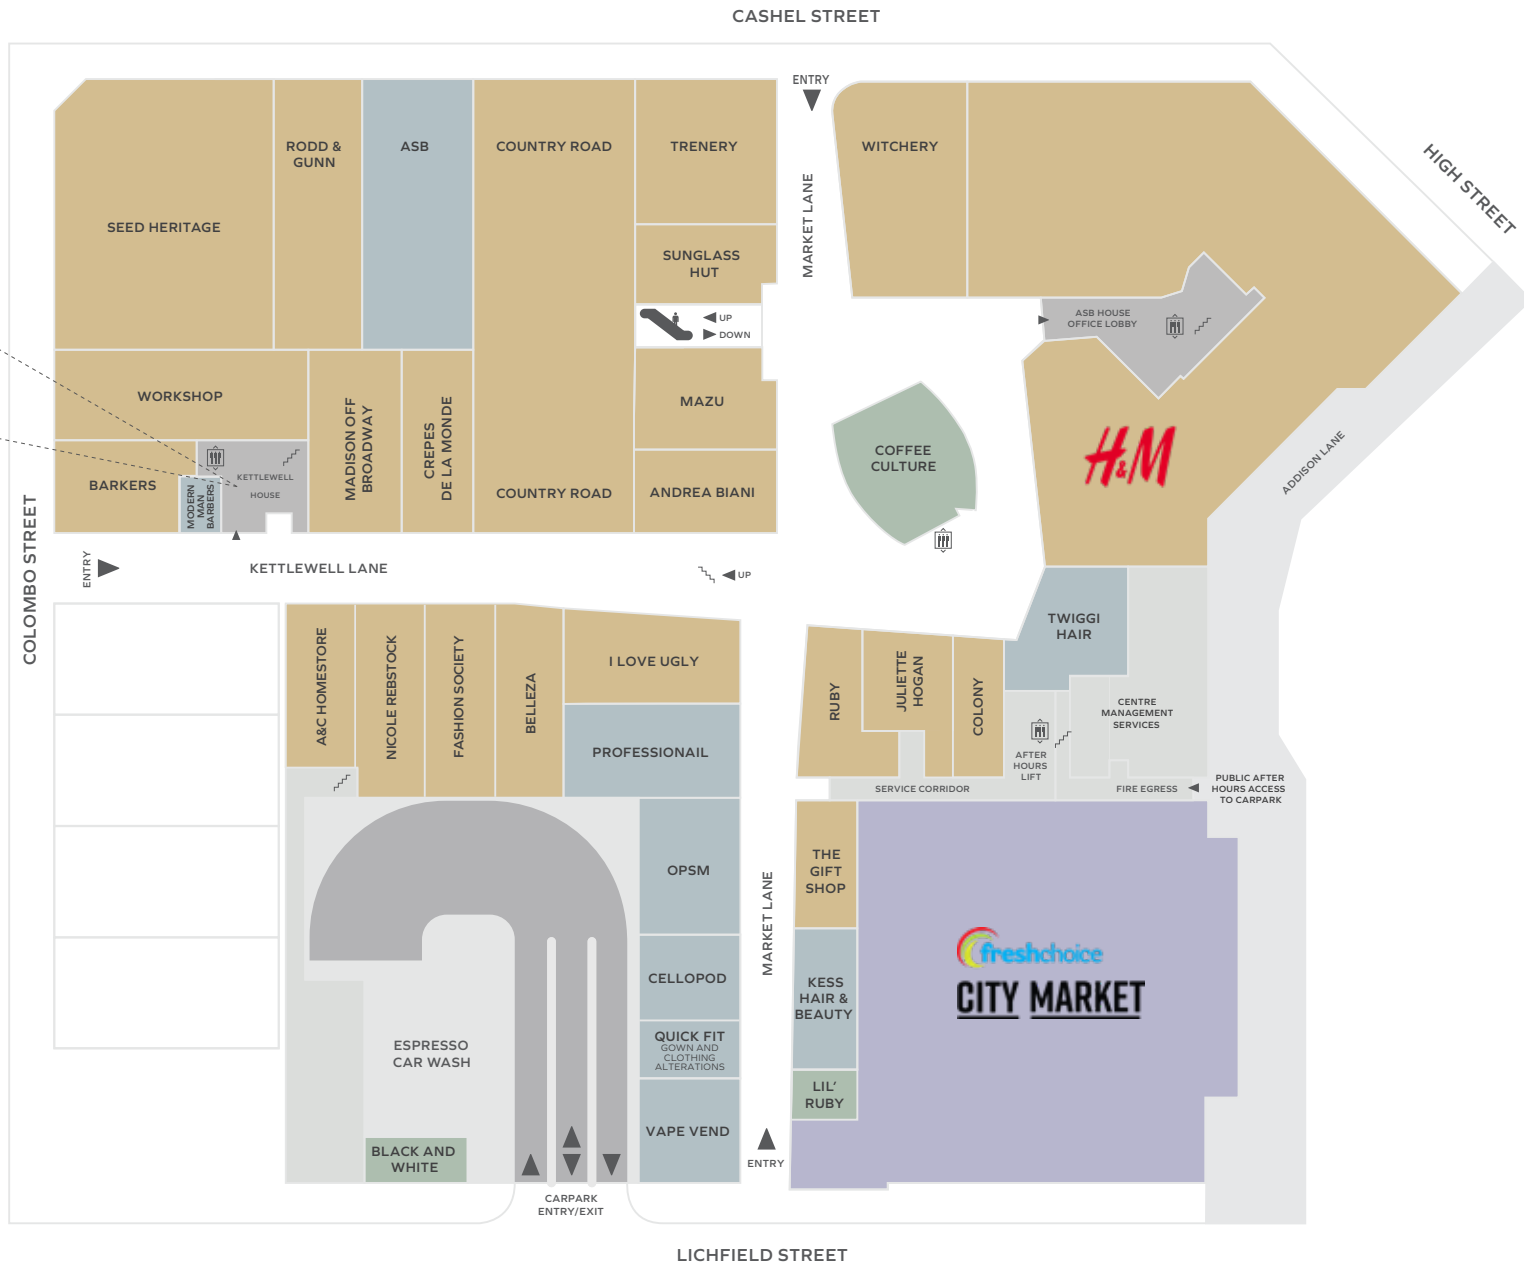 CASHEL STREET
ENTRY
RODD &
GUNN
ASB
COUNTRY ROAD
TRENERY
WITCHERY
HIGH STREET
MARKET LANE
SEED HERITAGE
SUNGLASS
HUT
UP
DOWN
ASB HOUSE
OFFICE LOBBY
WORKSHOP
MADISON OFF
BROADWAY
CREPES
DE LA MONDE
MAZU
COFFEE
CULTURE
H&M
ADDISON LANE
BARKERS
MODERN
MAN
BARBERS
KETTLEWELL
HOUSE
COUNTRY ROAD
ANDREA BIANI
COLOMBO STREET
ENTRY
KETTLEWELL LANE
UP
TWIGGI
HAIR
A&C HOMESTORE
NICOLE REBSTOCK
FASHION SOCIETY
BELLEZA
I LOVE UGLY
RUBY
JULIETTE
HOGAN
COLONY
CENTRE
MANAGEMENT
SERVICES
PROFESSIONAIL
AFTER
HOURS
LIFT
SERVICE CORRIDOR
FIRE EGRESS
PUBLIC AFTER
HOURS ACCESS
TO CARPARK
OPSM
THE
GIFT
SHOP
MARKET LANE
freshchoice
CITY MARKET
CELLOPOD
KESS
HAIR &
BEAUTY
QUICK FIT
GOWN AND
CLOTHING
ALTERATIONS
ESPRESSO
CAR WASH
LIL'
RUBY
VAPE VEND
BLACK AND
WHITE
ENTRY
CARPARK
ENTRY/EXIT
LICHFIELD STREET